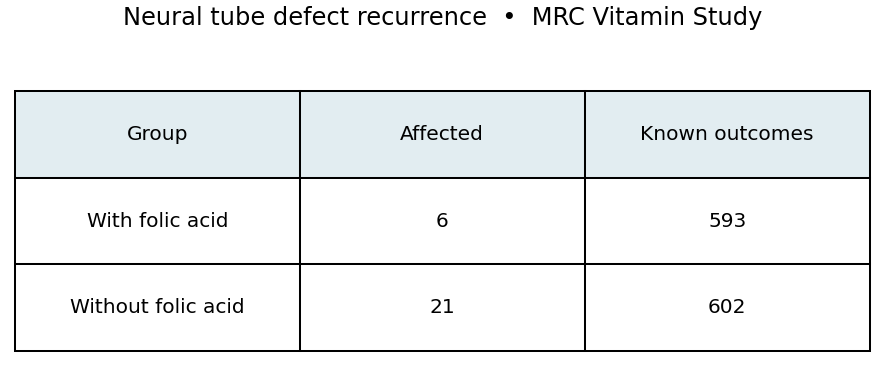 Neural tube defect recurrence • MRC Vitamin Study
Group Affected Known outcomes
With folic acid 6 593
Without folic acid 21 602